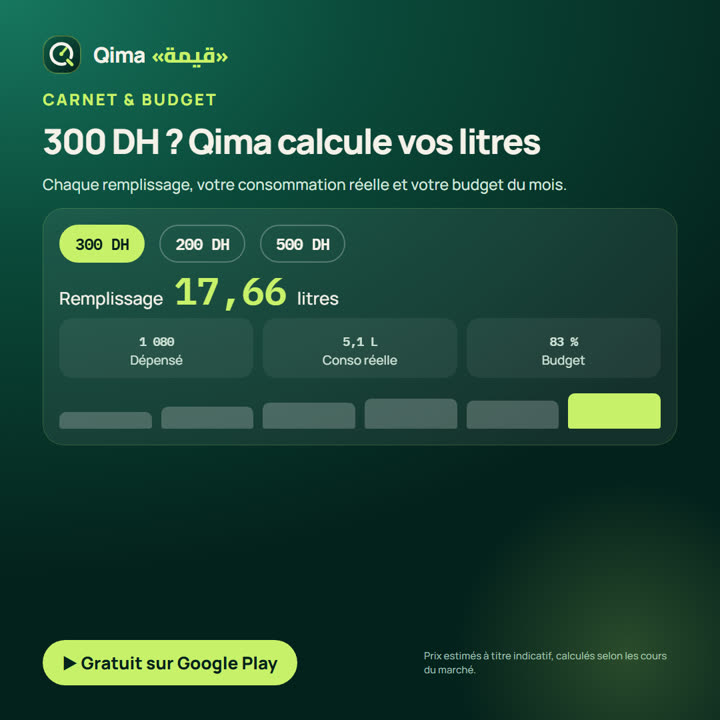 Qima «قيمة»
CARNET & BUDGET
300 DH ? Qima calcule vos litres
Chaque remplissage, votre consommation réelle et votre budget du mois.
300 DH 200 DH 500 DH
Remplissage 17,66 litres
1 080 5,1 L 83 %
Dépensé Conso réelle Budget
▶ Gratuit sur Google Play
Prix estimés à titre indicatif, calculés selon les cours
du marché.